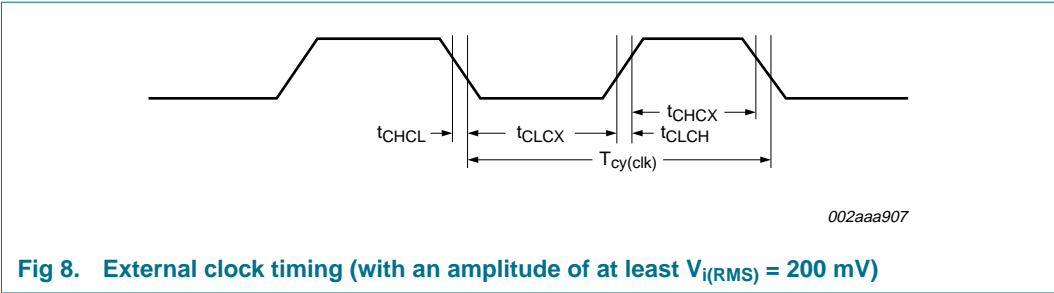 tCHCX
tCHCL tCLCX tCLCH
Tcy(clk)
002aaa907
Fig 8. External clock timing (with an amplitude of at least Vi(RMS) = 200 mV)